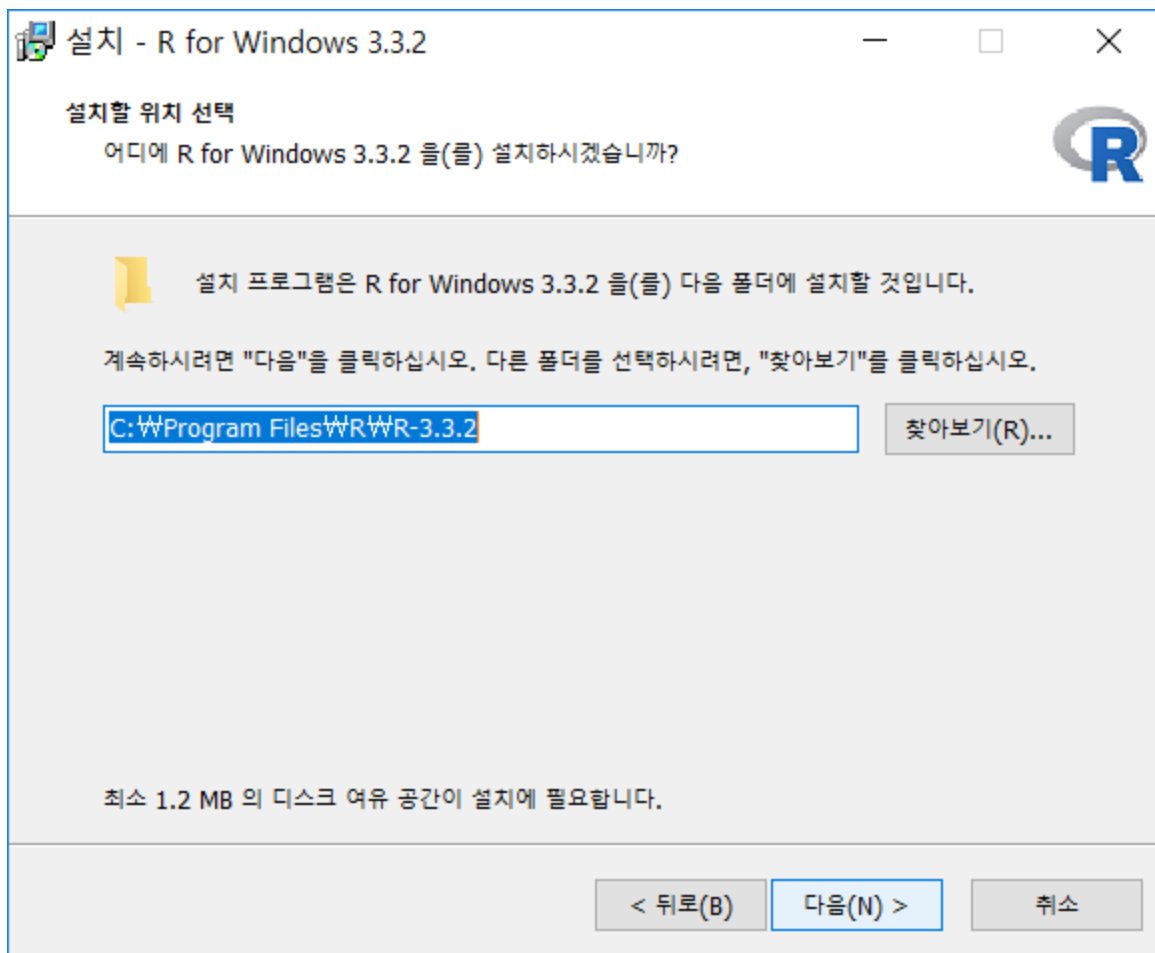 설치 - R for Windows 3.3.2
설치할 위치 선택
어디에 R for Windows 3.3.2 을(를) 설치하시겠습니까?
R
설치 프로그램은 R for Windows 3.3.2 을(를) 다음 폴더에 설치할 것입니다.
계속하시려면 "다음"을 클릭하십시오. 다른 폴더를 선택하시려면, "찾아보기"를 클릭하십시오.
C:₩Program Files₩R₩R-3.3.2
찾아보기(R)...
최소 1.2 MB 의 디스크 여유 공간이 설치에 필요합니다.
< 뒤로(B)
다음(N) >
취소